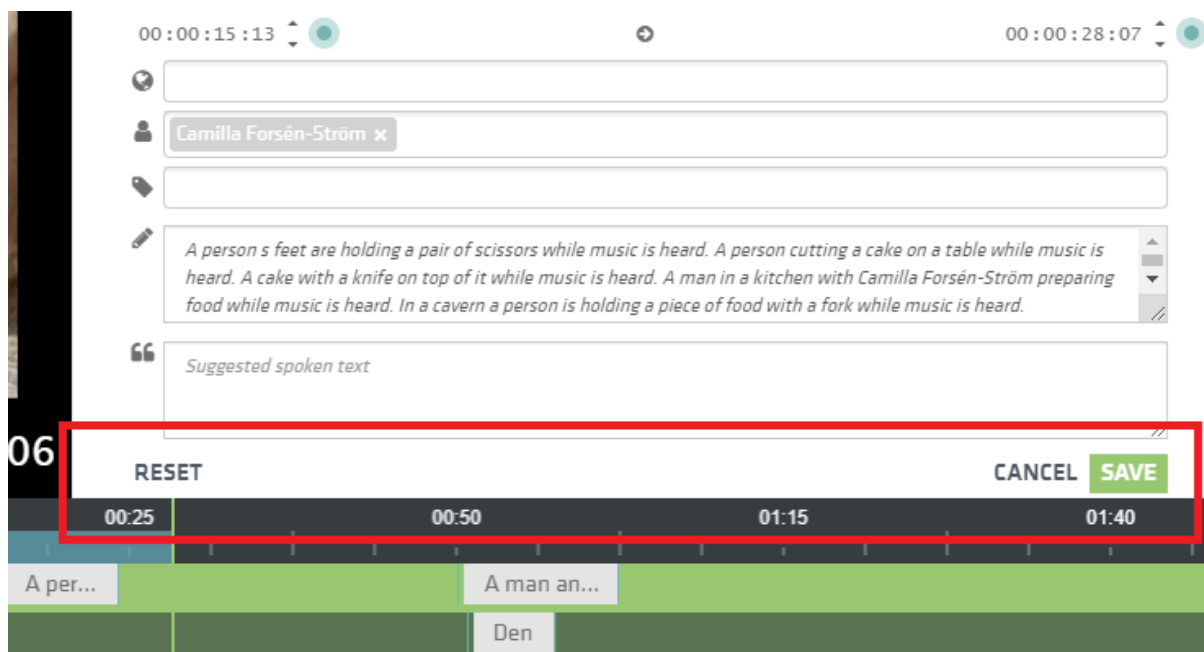 00:00:15:13 00:00:28:07
Camilla Forsén-Ström ×
A person s feet are holding a pair of scissors while music is heard. A person cutting a cake on a table while music is
heard. A cake with a knife on top of it while music is heard. A man in a kitchen with Camilla Forsén-Ström preparing
food while music is heard. In a cavern a person is holding a piece of food with a fork while music is heard.
Suggested spoken text
06
RESET CANCEL SAVE
00:25 00:50 01:15 01:40
A per... A man an...
Den